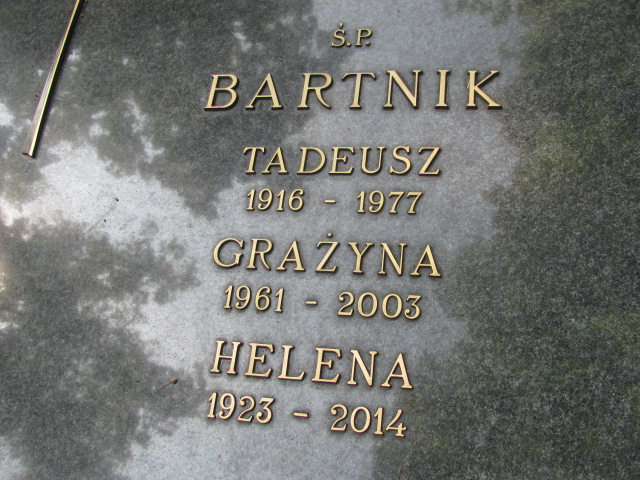 Ś.P.
BARTNIK
TADEUSZ
1916 - 1977
GRAŻYNA
1961 - 2003
HELENA
1923 - 2014